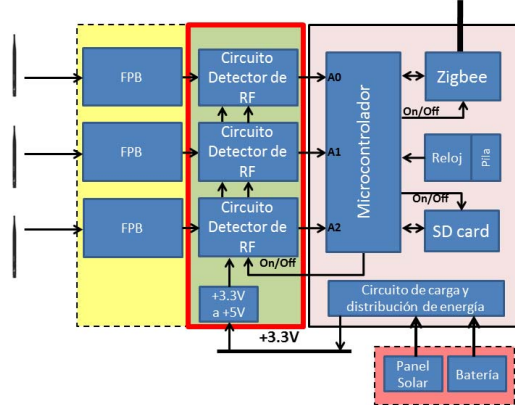 FPB
Circuito
Detector de
RF
A0
Microcontrolador
Zigbee
On/Off
FPB
Circuito
Detector de
RF
A1
Reloj
Pila
On/Off
FPB
Circuito
Detector de
RF
A2
SD card
On/Off
+3.3V
a +5V
Circuito de carga y
distribución de energía
+3.3V
Panel
Solar
Batería